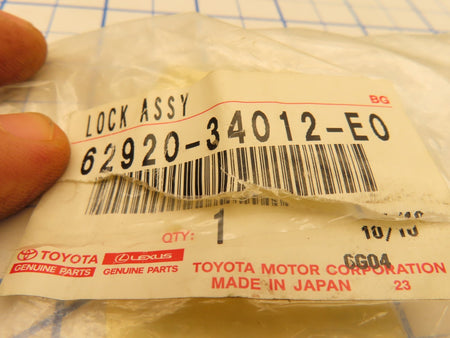 BG
LOCK ASSY
62920-34012-E0
QTY: 1
10/10
TOYOTA LEXUS
GENUINE PARTS GENUINE PARTS
CG04
TOYOTA MOTOR CORPORATION
MADE IN JAPAN 23